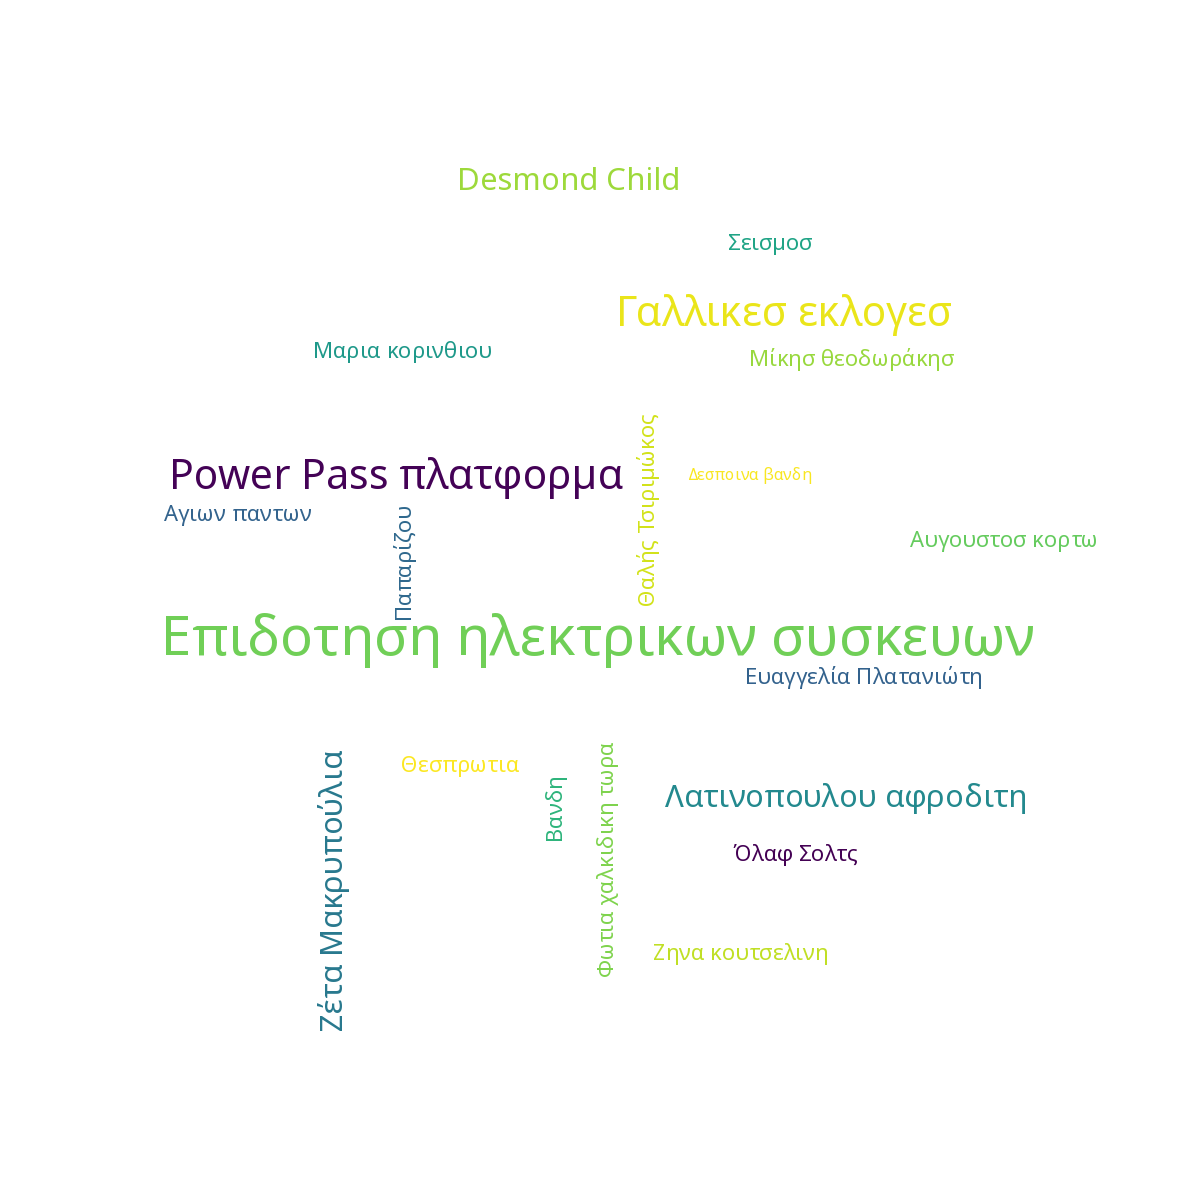 Desmond Child
Σεισμοσ
Γαλλικεσ εκλογεσ
Μαρια κορινθιου
Μίκησ θεοδωράκησ
Θαλής Τσιριμώκος
Power Pass πλατφορμα
Δεσποινα βανδη
Αγιων παντων
Παπαρίζου
Αυγουστοσ κορτω
Επιδοτηση ηλεκτρικων συσκευων
Ευαγγελία Πλατανιώτη
Ζέτα Μακρυπούλια
Θεσπρωτια
Βανδη
Φωτια χαλκιδικη τωρα
Λατινοπουλου αφροδιτη
Όλαφ Σολτς
Ζηνα κουτσελινη